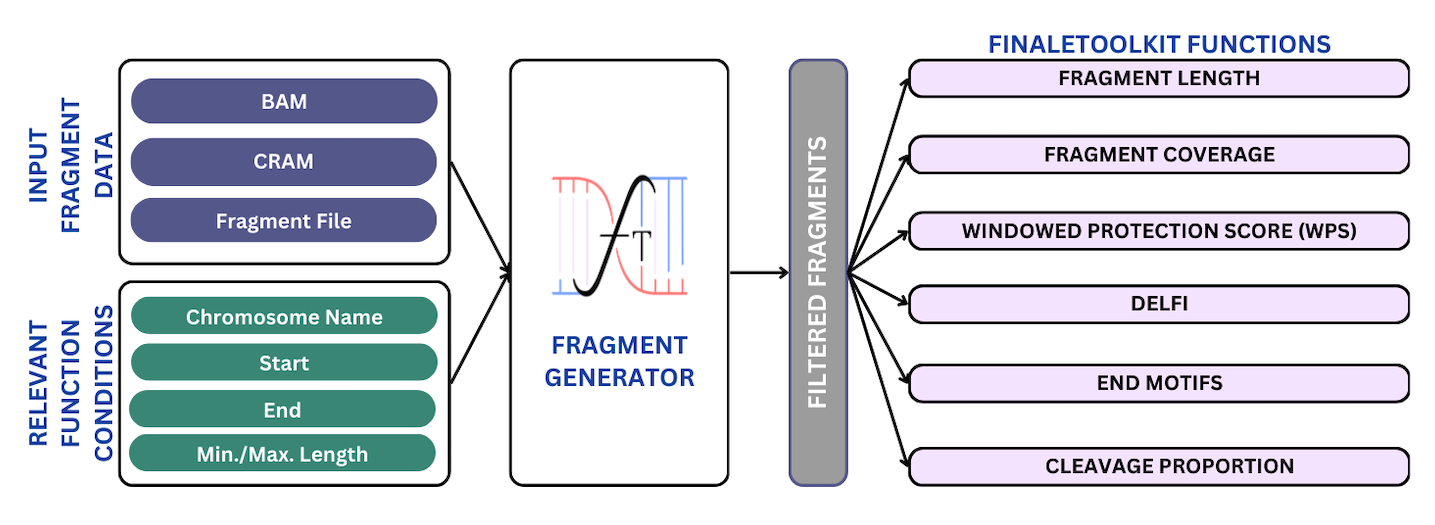 INPUT
FRAGMENT
DATA
BAM
CRAM
Fragment File
RELEVANT
FUNCTION
CONDITIONS
Chromosome Name
Start
End
Min./Max. Length
T
FRAGMENT
GENERATOR
FILTERED FRAGMENTS
FINALETOOLKIT FUNCTIONS
FRAGMENT LENGTH
FRAGMENT COVERAGE
WINDOWED PROTECTION SCORE (WPS)
DELFI
END MOTIFS
CLEAVAGE PROPORTION